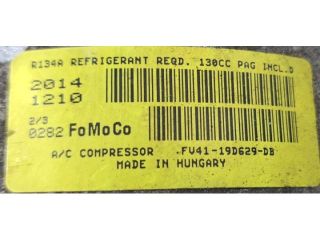 R134A REFRIGERANT REQD. 130CC PAG INCL.D
2014
1210
2/3
0282 FoMoCo
A/C COMPRESSOR FV41-19D629-DB
MADE IN HUNGARY